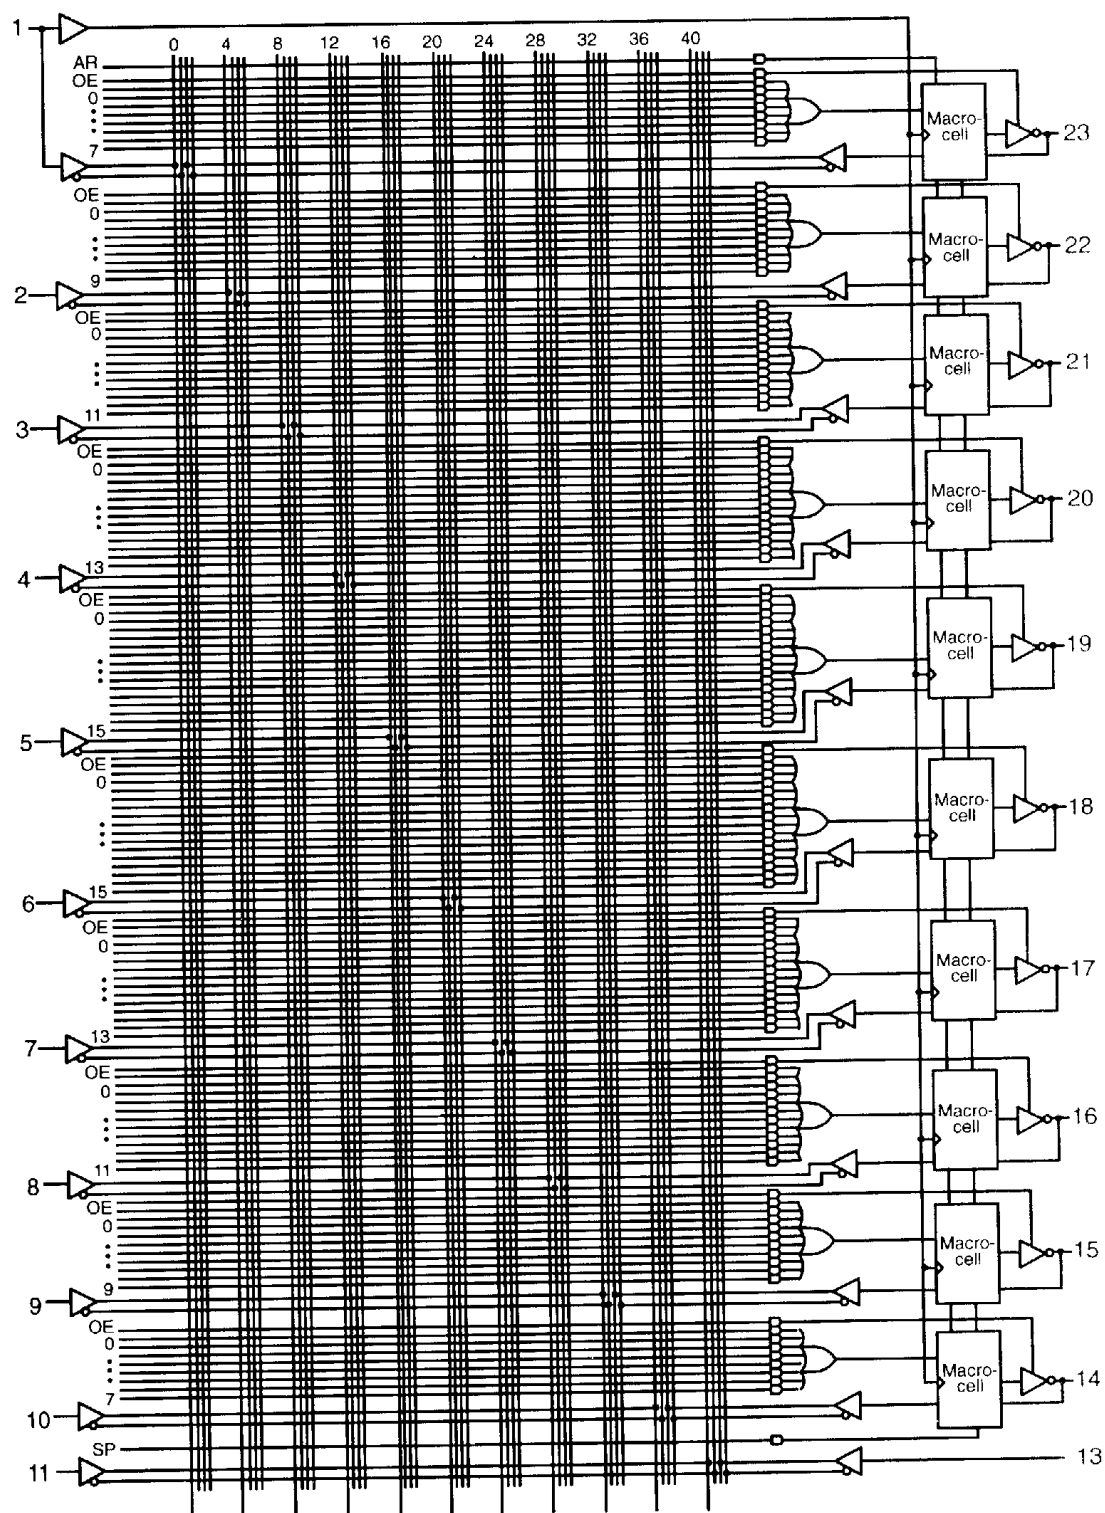 1
0 4 8 12 16 20 24 28 32 36 40
AR
OE
0
7
Macro-
cell
23
OE
0
9
Macro-
cell
22
2
OE
0
11
Macro-
cell
21
3
OE
0
13
Macro-
cell
20
4
OE
0
15
Macro-
cell
19
5
OE
0
15
Macro-
cell
18
6
OE
0
13
Macro-
cell
17
7
OE
0
11
Macro-
cell
16
8
OE
0
9
Macro-
cell
15
9
OE
0
7
Macro-
cell
14
10
SP
11
13